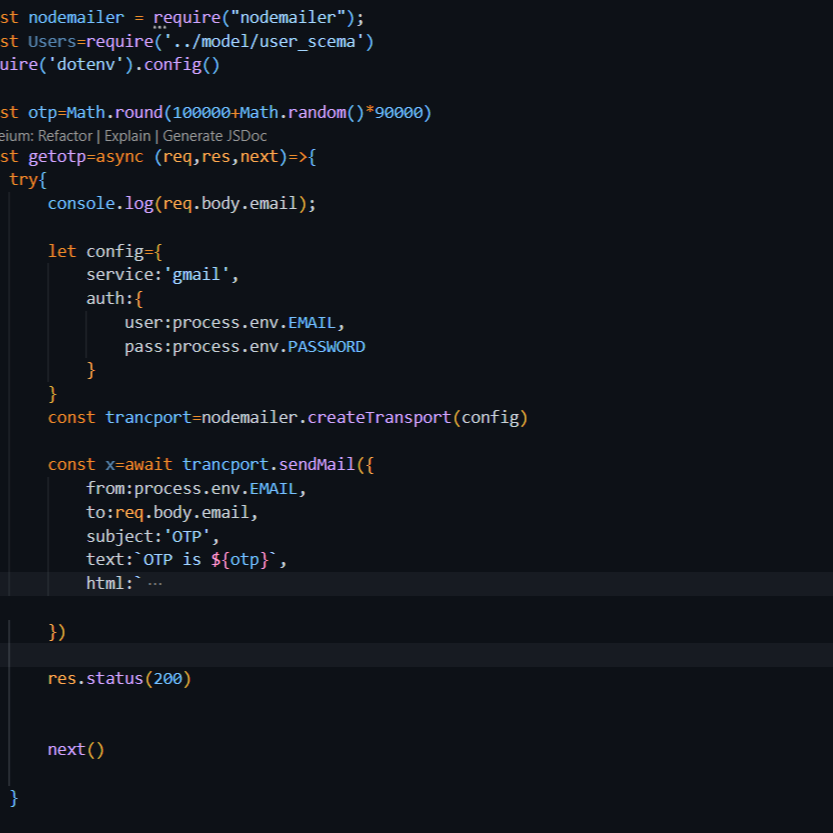 st nodemailer = require("nodemailer");
st Users=require('../model/user_scema')
uire('dotenv').config()
st otp=Math.round(100000+Math.random()*90000)
eium: Refactor | Explain | Generate JSDoc
st getotp=async (req,res,next)=>{
try{
console.log(req.body.email);
let config={
service:'gmail',
auth:{
user:process.env.EMAIL,
pass:process.env.PASSWORD
}
}
const trancport=nodemailer.createTransport(config)
const x=await trancport.sendMail({
from:process.env.EMAIL,
to:req.body.email,
subject:'OTP',
text:`OTP is ${otp}`,
html:` ...
})
res.status(200)
next()
}